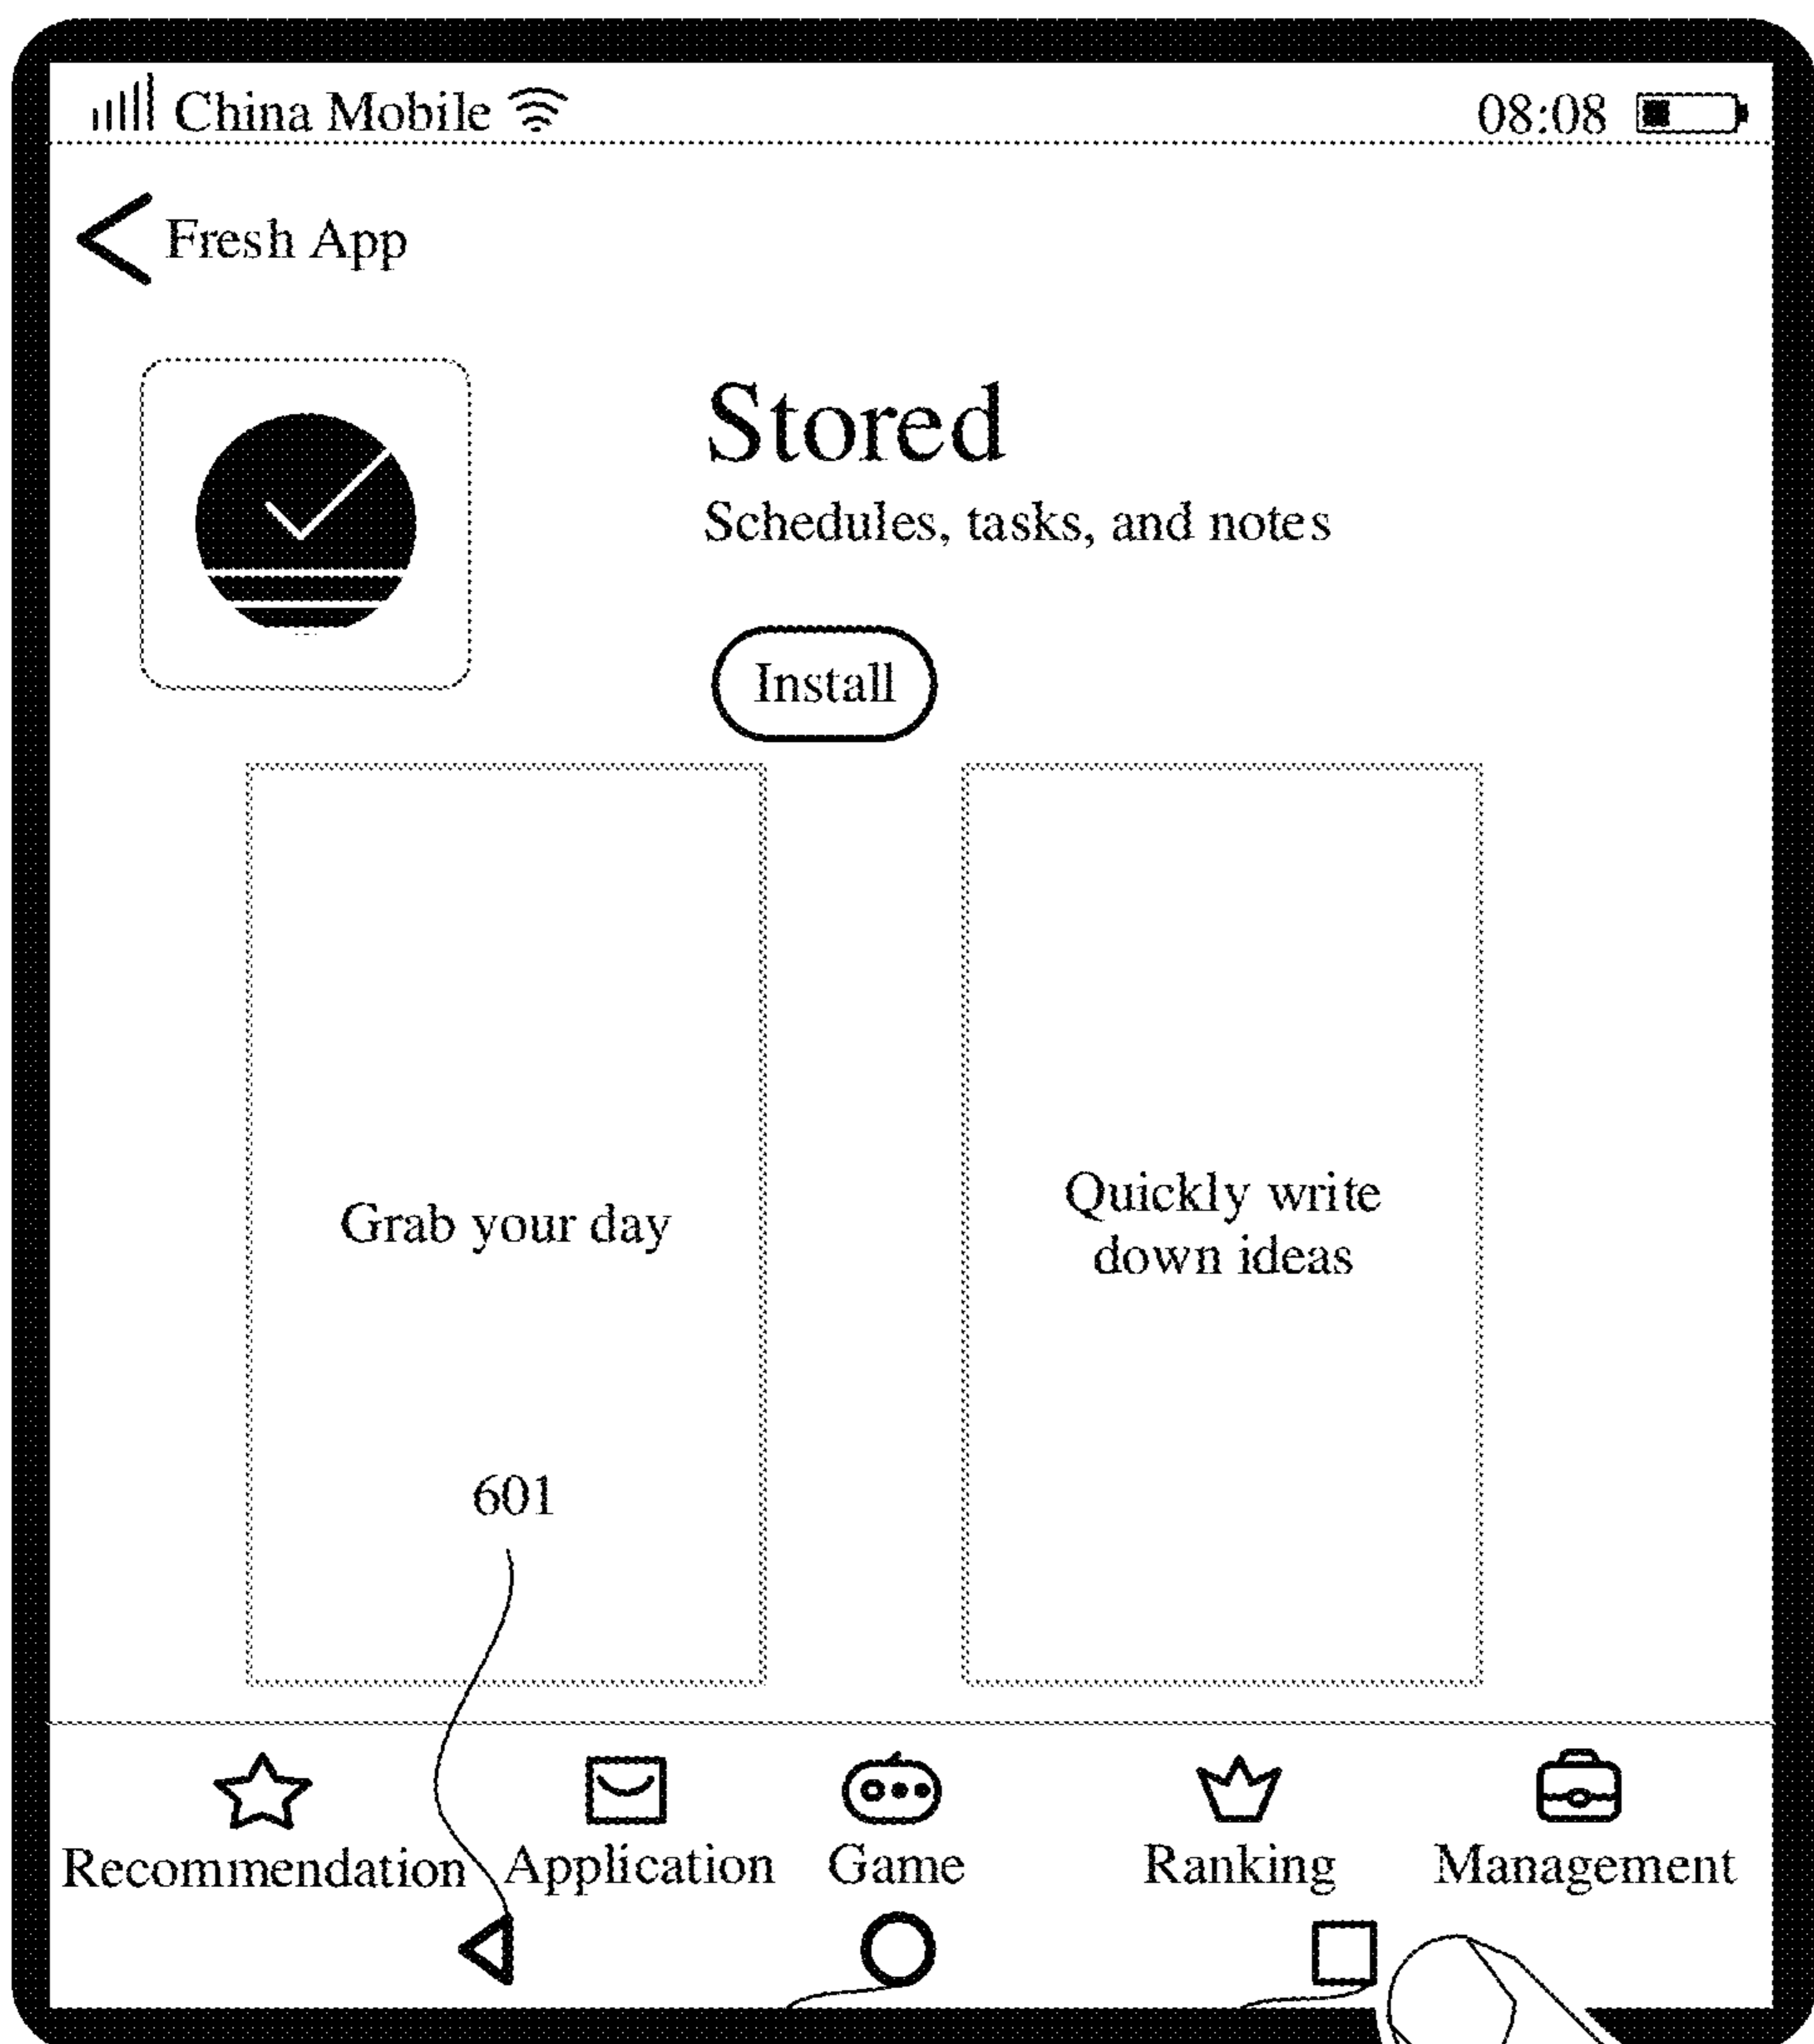 China Mobile 08:08
Fresh App
Stored
Schedules, tasks, and notes
Install
Grab your day
Quickly write
down ideas
601
Recommendation Application Game Ranking Management